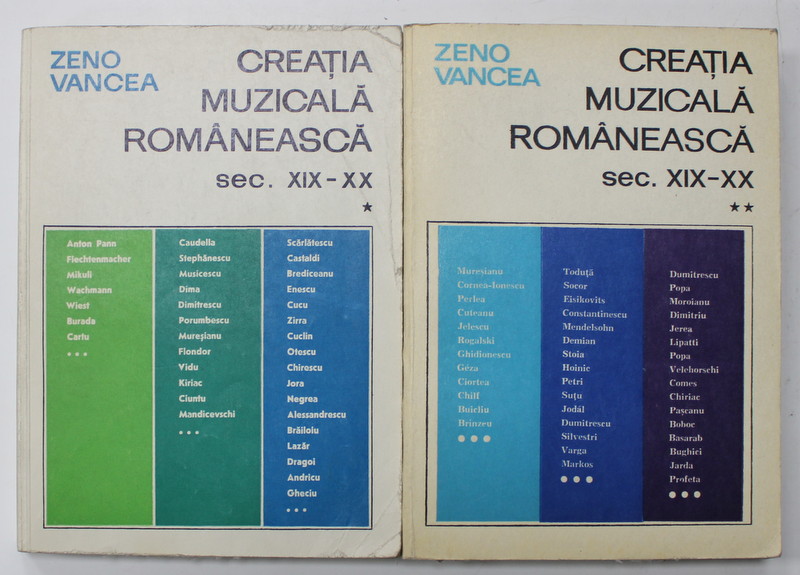 ZENO
VANCEA
CREAȚIA
MUZICALĂ
ROMÂNEASCĂ
sec. XIX-XX
★
Anton Pann
Flechtenmacher
Mikuli
Wachmann
Wiest
Burada
Cartu
•••
Caudella
Stephănescu
Musicescu
Dima
Dimitrescu
Porumbescu
Mureșianu
Flondor
Vidu
Kiriac
Ciuntu
Mandicevschi
•••
Scărlătescu
Castaldi
Brediceanu
Enescu
Cucu
Zirra
Cuclin
Otescu
Chirescu
Jora
Negrea
Alessandrescu
Brăiloiu
Lazăr
Dragoi
Andricu
Gheciu
•••
ZENO
VANCEA
CREAȚIA
MUZICALĂ
ROMÂNEASCĂ
sec. XIX-XX
★★
Mureșianu
Cornea-Ionescu
Perlea
Cuteanu
Jelescu
Rogalski
Ghidionescu
Géza
Ciortea
Chilf
Buicliu
Brinzeu
•••
Toduță
Socor
Eisikovits
Constantinescu
Mendelsohn
Demian
Stoia
Hoinic
Petri
Suțu
Jodál
Dumitrescu
Silvestri
Varga
Markos
•••
Dumitrescu
Popa
Moroianu
Dimitriu
Jerea
Lipatti
Popa
Velehorschi
Comes
Chiriac
Pașcanu
Boboc
Basarab
Bughici
Jarda
Profeta
•••